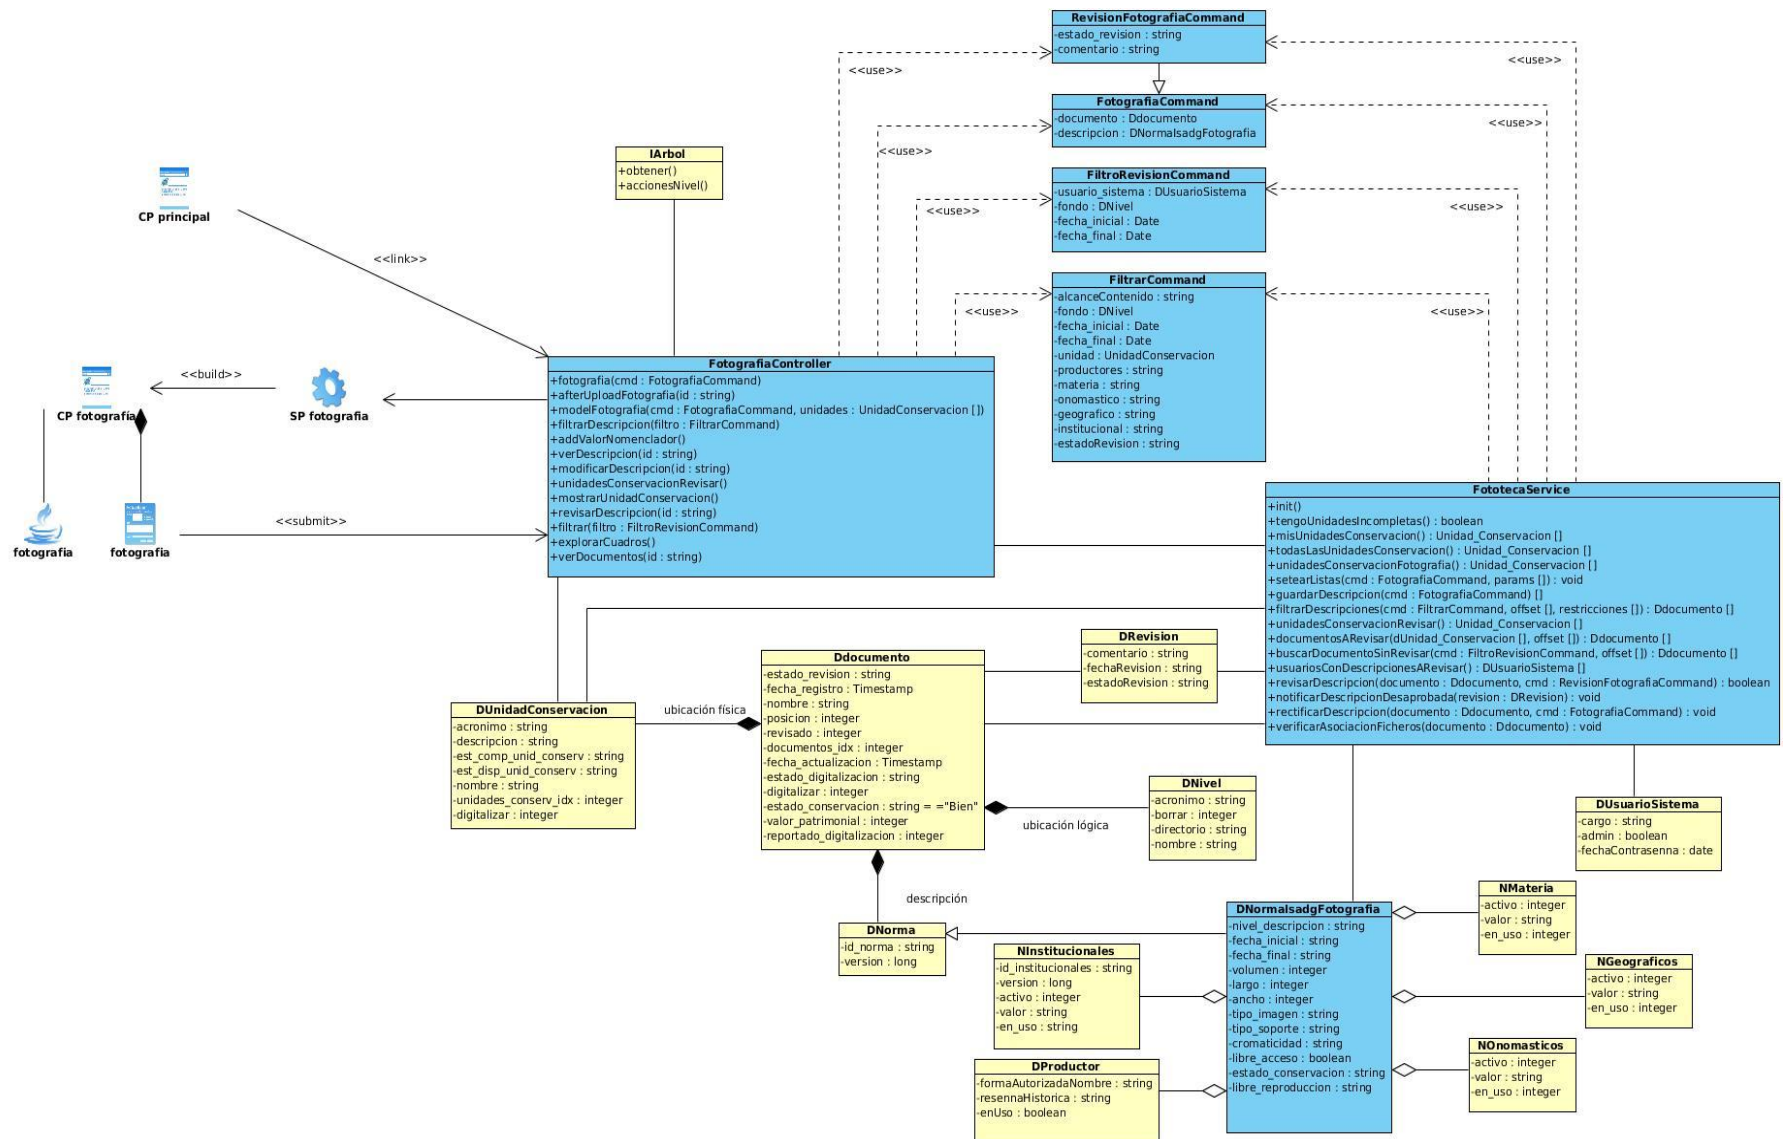 RevisionFotografiaCommand
-estado_revision : string
-comentario : string
<<use>>
<<use>>
FotografiaCommand
-documento : Ddocumento
-descripcion : DNormaIsadgFotografia
<<use>>
<<use>>
IArbol
+obtener()
+accionesNivel()
FiltroRevisionCommand
-usuario_sistema : DUsuarioSistema
-fondo : DNivel
-fecha_inicial : Date
-fecha_final : Date
<<use>>
<<use>>
CP principal
<<link>>
FiltrarCommand
-alcanceContenido : string
-fondo : DNivel
-fecha_inicial : Date
-fecha_final : Date
-unidad : UnidadConservacion
-productores : string
-materia : string
-onomastico : string
-geografico : string
-institucional : string
-estadoRevision : string
<<use>>
<<use>>
FotografiaController
+fotografia(cmd : FotografiaCommand)
+afterUploadFotografia(id : string)
+modelFotografia(cmd : FotografiaCommand, unidades : UnidadConservacion [])
+filtrarDescripcion(filtro : FiltrarCommand)
+addValorNomenclador()
+verDescripcion(id : string)
+modificarDescripcion(id : string)
+unidadesConservacionRevisar()
+mostrarUnidadConservacion()
+revisarDescripcion(id : string)
+filtrar(filtro : FiltroRevisionCommand)
+explorarCuadros()
+verDocumentos(id : string)
<<build>>
CP fotografía
SP fotografia
<<submit>>
fotografia
fotografia
FototecaService
+init()
+tengoUnidadesIncompletas() : boolean
+misUnidadesConservacion() : Unidad_Conservacion []
+todasLasUnidadesConservacion() : Unidad_Conservacion []
+unidadesConservacionFotografia() : Unidad_Conservacion []
+setearListas(cmd : FotografiaCommand, params []) : void
+guardarDescripcion(cmd : FotografiaCommand) []
+filtrarDescripciones(cmd : FiltrarCommand, offset [], restricciones []) : Ddocumento []
+unidadesConservacionRevisar() : Unidad_Conservacion []
+documentosARevisar(dUnidad_Conservacion [], offset []) : Ddocumento []
+buscarDocumentoSinRevisar(cmd : FiltroRevisionCommand, offset []) : Ddocumento []
+usuariosConDescripcionesARevisar() : DUsuarioSistema []
+revisarDescripcion(documento : Ddocumento, cmd : RevisionFotografiaCommand) : boolean
+notificarDescripcionDesaprobada(revision : DRevision) : void
+rectificarDescripcion(documento : Ddocumento, cmd : FotografiaCommand) : void
+verificarAsociacionFicheros(documento : Ddocumento) : void
DRevision
-comentario : string
-fechaRevision : string
-estadoRevision : string
Ddocumento
-estado_revision : string
-fecha_registro : Timestamp
-nombre : string
-posicion : integer
-revisado : integer
-documentos_idx : integer
-fecha_actualizacion : Timestamp
-estado_digitalizacion : string
-digitalizar : integer
-estado_conservacion : string = ="Bien"
-valor_patrimonial : integer
-reportado_digitalizacion : integer
ubicación física
DUnidadConservacion
-acronimo : string
-descripcion : string
-est_comp_unid_conserv : string
-est_disp_unid_conserv : string
-nombre : string
-unidades_conserv_idx : integer
-digitalizar : integer
DNivel
-acronimo : string
-borrar : integer
-directorio : string
-nombre : string
ubicación lógica
DUsuarioSistema
-cargo : string
-admin : boolean
-fechaContrasenna : date
descripción
DNorma
-id_norma : string
-version : long
DNormaIsadgFotografia
-nivel_descripcion : string
-fecha_inicial : string
-fecha_final : string
-volumen : integer
-largo : integer
-ancho : integer
-tipo_imagen : string
-tipo_soporte : string
-cromaticidad : string
-libre_acceso : boolean
-estado_conservacion : string
-libre_reproduccion : string
NMateria
-activo : integer
-valor : string
-en_uso : integer
NInstitucionales
-id_institucionales : string
-version : long
-activo : integer
-valor : string
-en_uso : string
NGeograficos
-activo : integer
-valor : string
-en_uso : integer
NOnomasticos
-activo : integer
-valor : string
-en_uso : integer
DProductor
-formaAutorizadaNombre : string
-resennaHistorica : string
-enUso : boolean